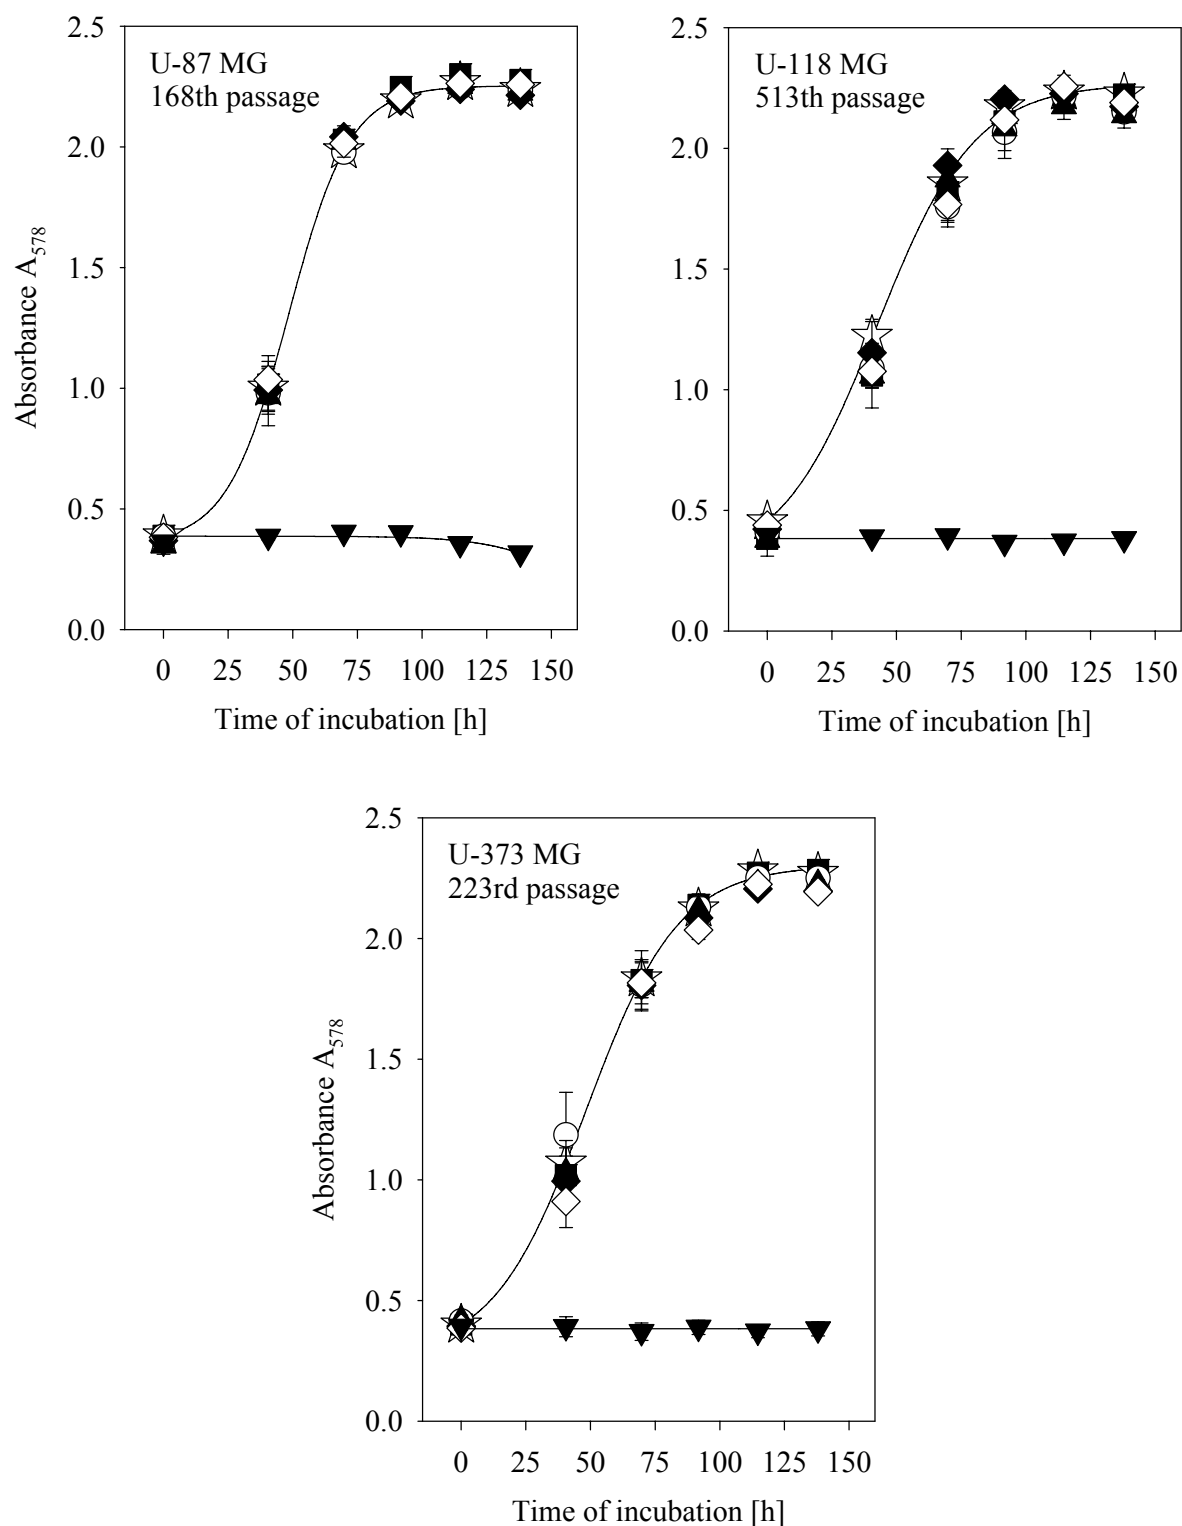 U-87 MG
168th passage
2.5
2.0
1.5
1.0
0.5
0.0
Absorbance A578
0 25 50 75 100 125 150
Time of incubation [h]
U-118 MG
513th passage
2.5
2.0
1.5
1.0
0.5
0.0
0 25 50 75 100 125 150
Time of incubation [h]
U-373 MG
223rd passage
2.5
2.0
1.5
1.0
0.5
0.0
Absorbance A578
0 25 50 75 100 125 150
Time of incubation [h]